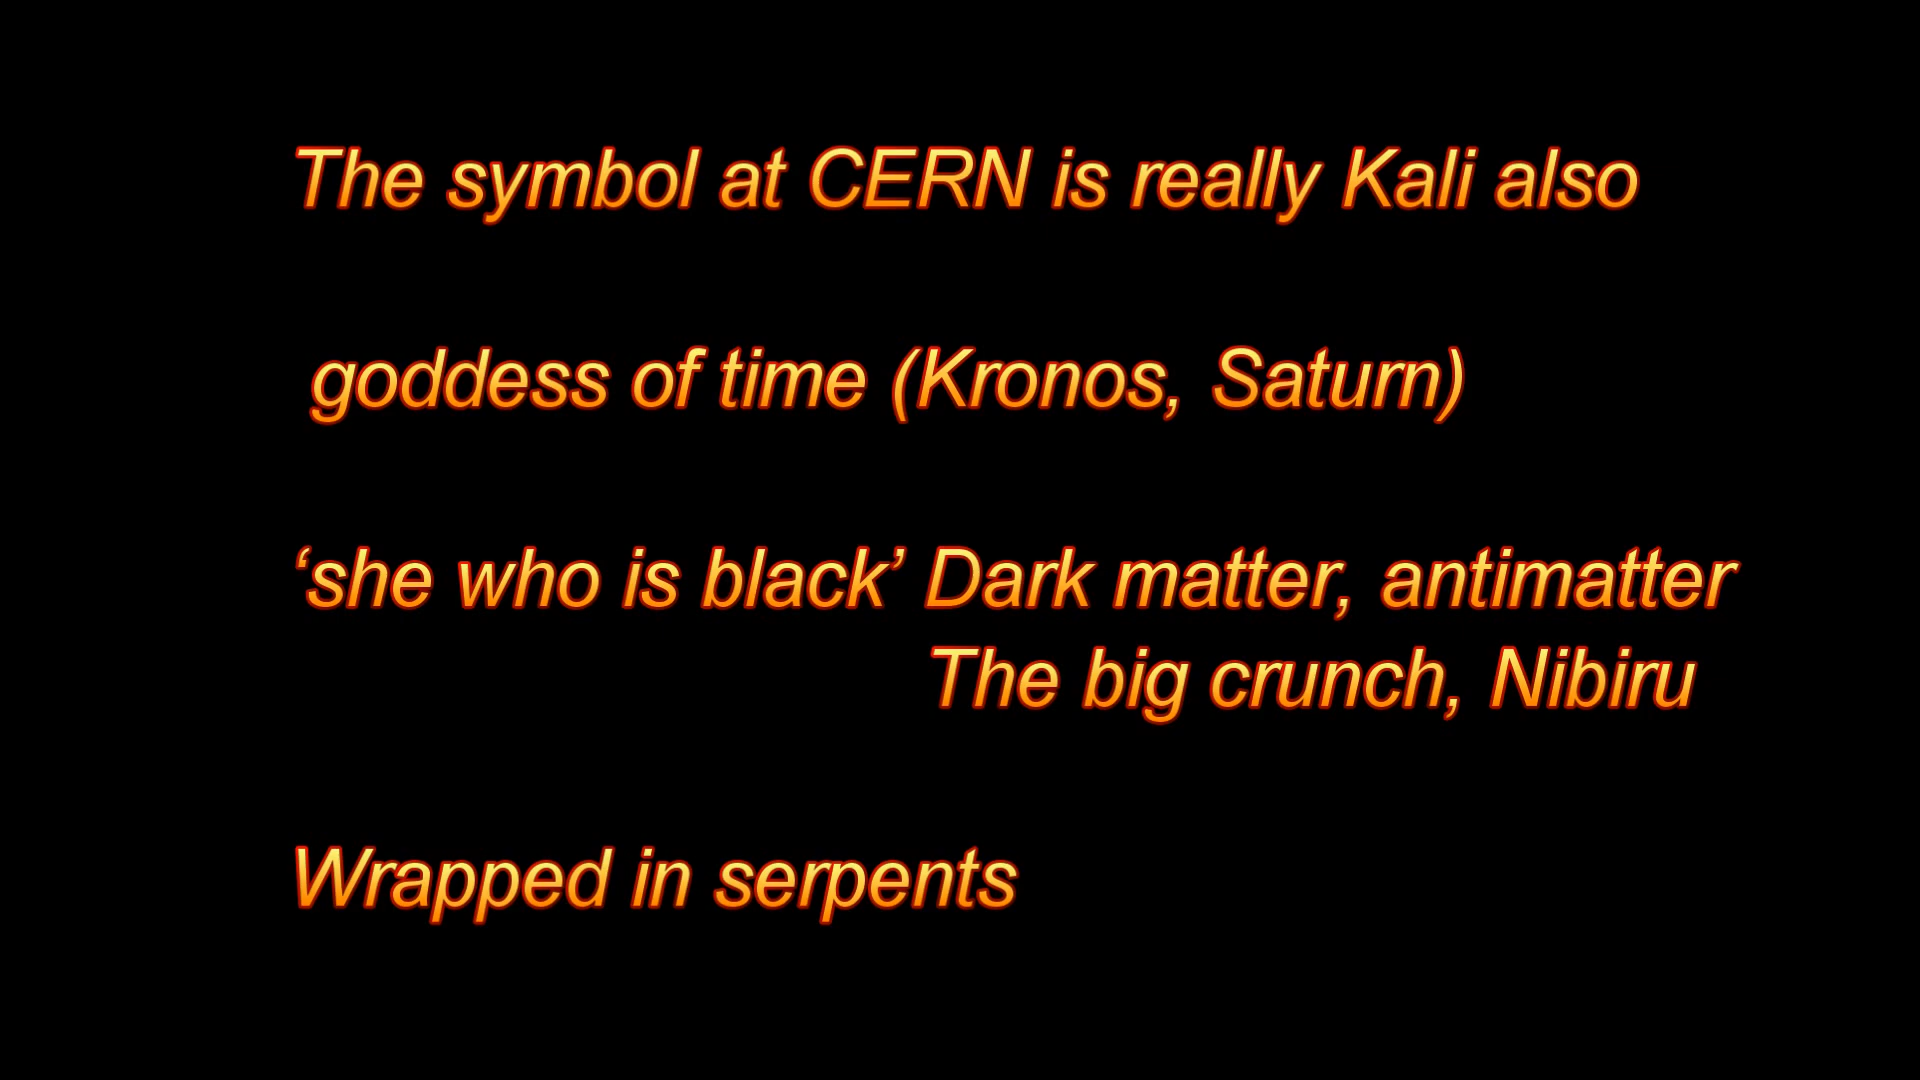 The symbol at CERN is really Kali also
goddess of time (Kronos, Saturn)
‘she who is black’ Dark matter, antimatter
The big crunch, Nibiru
Wrapped in serpents